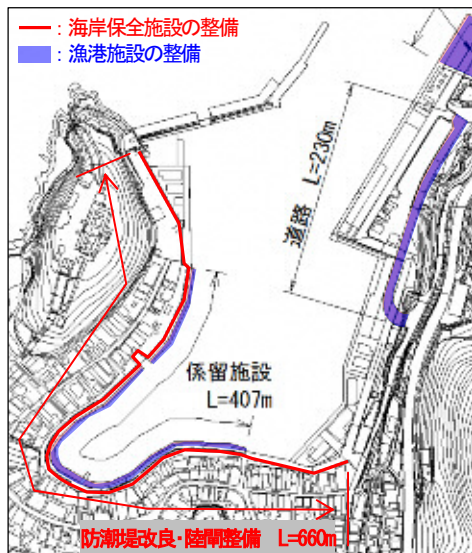 ：海岸保全施設の整備
：漁港施設の整備
道路 L=230m
係留施設
L=407m
防潮堤改良・陸閘整備 L=660m